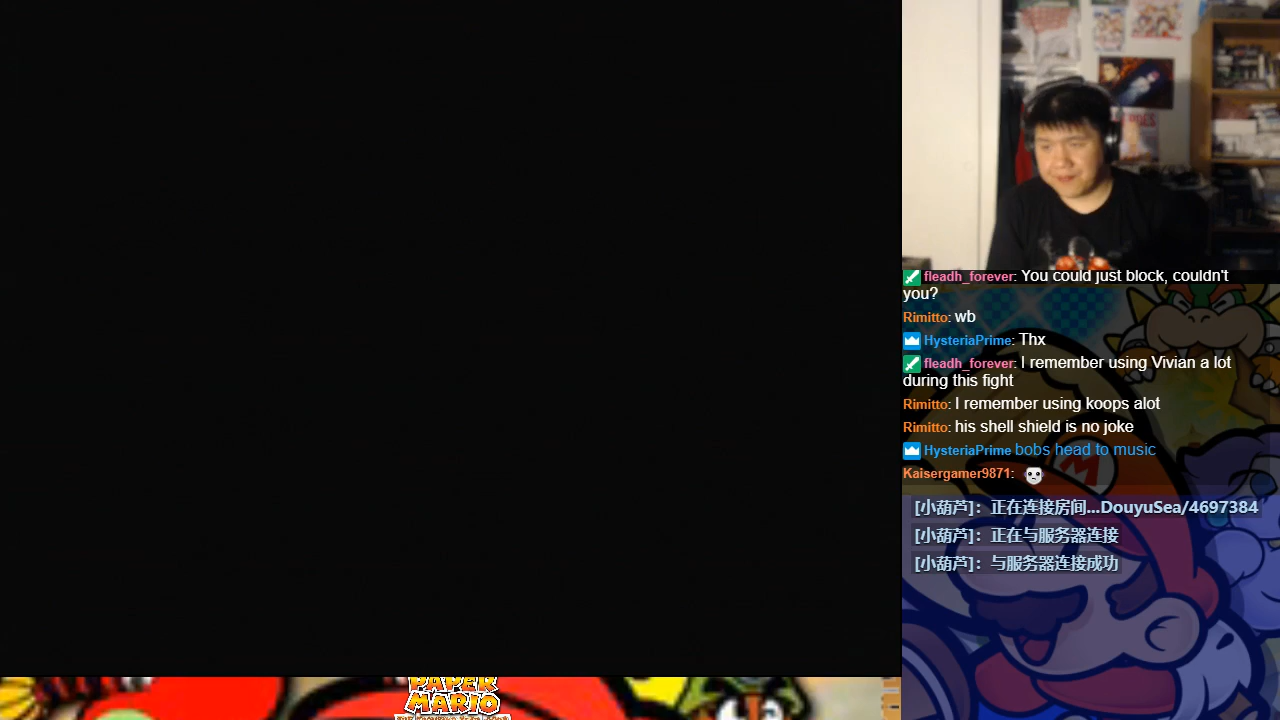 fleadh_forever: You could just block, couldn't
you?
Rimitto: wb
HysteriaPrime: Thx
fleadh_forever: I remember using Vivian a lot
during this fight
Rimitto: I remember using koops alot
Rimitto: his shell shield is no joke
HysteriaPrime bobs head to music
Kaisergamer9871:
[小葫芦]：正在连接房间...DouyuSea/4697384
[小葫芦]：正在与服务器连接
[小葫芦]：与服务器连接成功
PAPER
MARIO